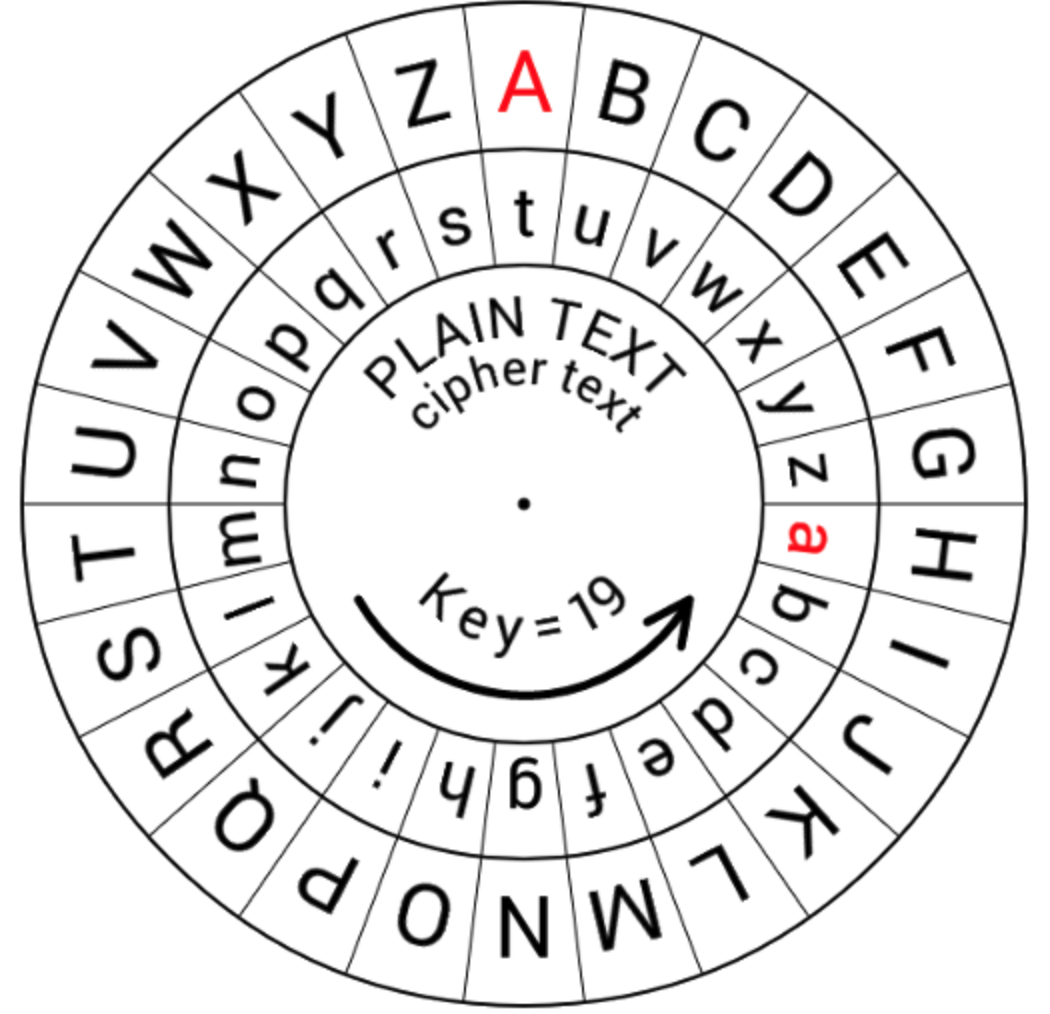 A B C D E F G H I J K L M N O P Q R S T U V W X Y Z
t u v w x y z a b c d e f g h i j k l m n o p q r s
PLAIN TEXT
cipher text
Key = 19